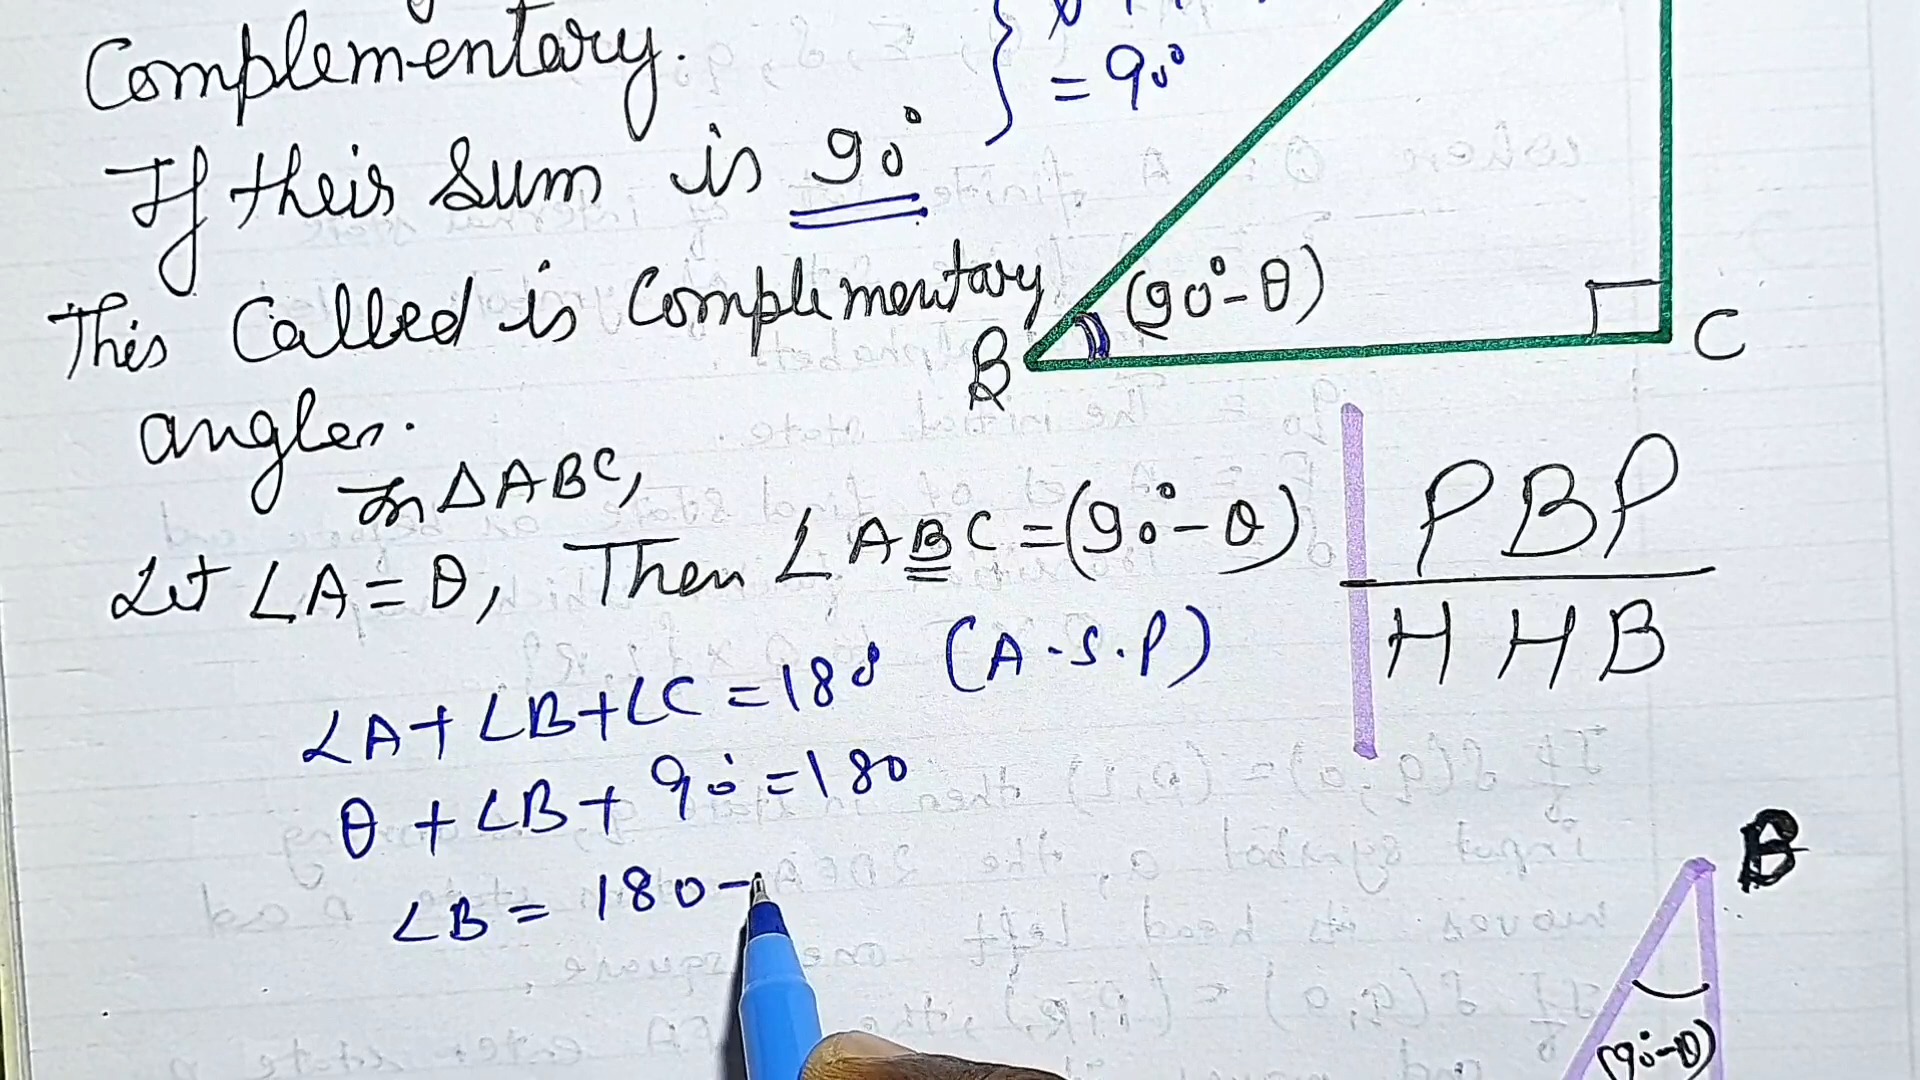 Complementary.
= 90°
If their Sum is 90°
This Called is Complimentary
angles.
(90°-θ)
B
C
In ΔABC,
Let ∠A = θ, Then ∠ABC = (90°-θ)
P B P
H H B
∠A + ∠B + ∠C = 180° (A.S.P)
θ + ∠B + 90° = 180
∠B = 180 -
B
(90°-θ)